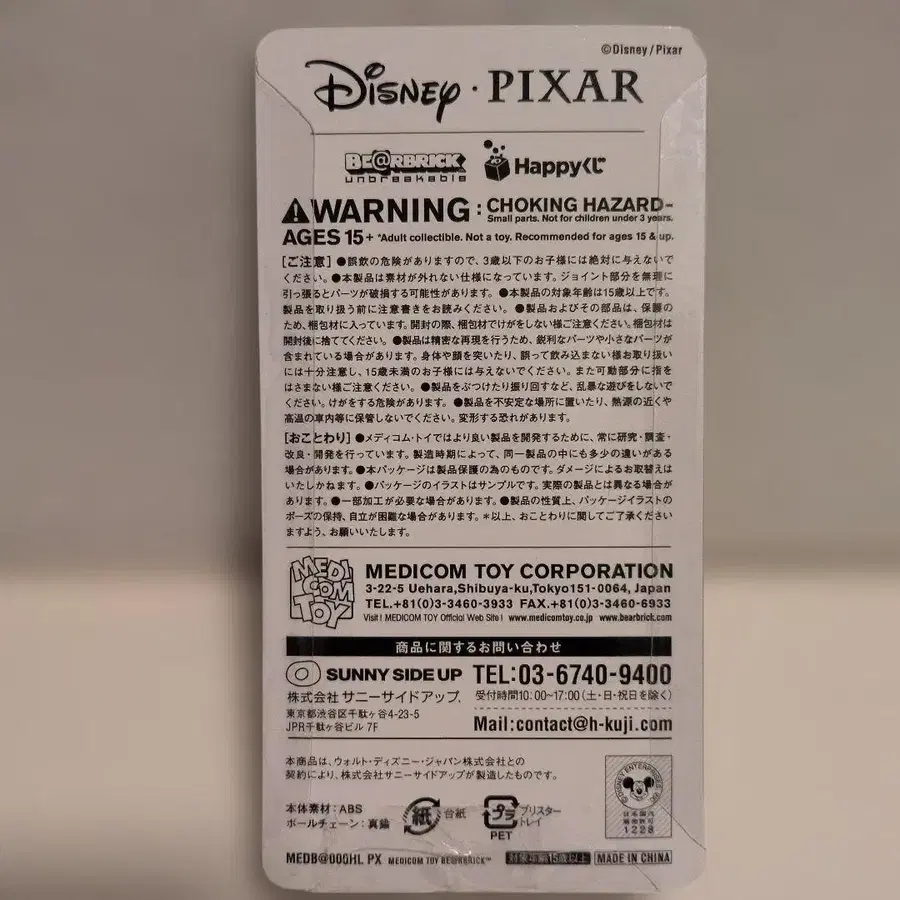 ©Disney/Pixar
Disney · PIXAR
BE@RBRICK
unbreakable
Happyくじ
WARNING : CHOKING HAZARD-
Small parts. Not for children under 3 years.
AGES 15+ *Adult collectible. Not a toy. Recommended for ages 15 & up.
[ご注意] ●誤飲の危険がありますので、3歳以下のお子様には絶対に与えないで
ください。●本製品は素材が外れない仕様になっています。ジョイント部分を無理に
引っ張るとパーツが破損する可能性があります。●本製品の対象年齢は15歳以上です。
製品を取り扱う前に注意書きをお読みください。●製品およびその部品は、保護の
ため、梱包材に入っています。開封の際、梱包材でけがをしない様ご注意ください。梱包材は
開封後に捨ててください。●製品は精密な再現を行うため、鋭利なパーツや小さなパーツが
含まれている場合があります。身体や顔を突いたり、誤って飲み込まない様お取り扱い
には十分注意し、15歳未満のお子様には与えないでください。また可動部分に指を
はさまない様ご注意ください。●製品をぶつけたり振り回すなど、乱暴な遊びをしないで
ください。けがをする危険があります。●製品を不安定な場所に置いたり、熱源の近くや
高温の車内等に保管しないでください。変形する恐れがあります。
[おことわり] ●メディコム・トイではより良い製品を開発するために、常に研究・調査・
改良・開発を行っています。製造時期によって、同一製品の中にも多少の違いがある
場合があります。●本パッケージは製品保護の為のものです。ダメージによるお取替えは
いたしかねます。●パッケージのイラストはサンプルです。実際の製品とは異なる場合が
あります。●一部加工が必要な場合があります。●製品の性質上、パッケージイラストの
ポーズの保持、自立が困難な場合があります。*以上、おことわりに関してご了承ください
ますよう、お願いいたします。
MEDICOM TOY
MEDICOM TOY CORPORATION
3-22-5 Uehara,Shibuya-ku,Tokyo151-0064, Japan
TEL.+81(0)3-3460-3933 FAX.+81(0)3-3460-6933
Visit! MEDICOM TOY Official Web Site! www.medicomtoy.co.jp www.bearbrick.com
商品に関するお問い合わせ
SUNNY SIDE UP TEL:03-6740-9400
株式会社 サニーサイドアップ. 受付時間10:00~17:00(土・日・祝日を除く)
東京都渋谷区千駄ヶ谷4-23-5
JPR千駄ヶ谷ビル 7F
Mail:contact@h-kuji.com
本商品は、ウォルト・ディズニー・ジャパン株式会社との
契約により、株式会社サニーサイドアップが製造したものです。
©DISNEY ENTERPRISES INC.
日本国内
1228
本体素材:ABS
ボールチェーン:真鍮
紙 台紙
プラ ブリスター
トレイ
PET
MEDB@000HL PX MEDICOM TOY BE@RBRICK™ 対象年齢15歳以上 MADE IN CHINA